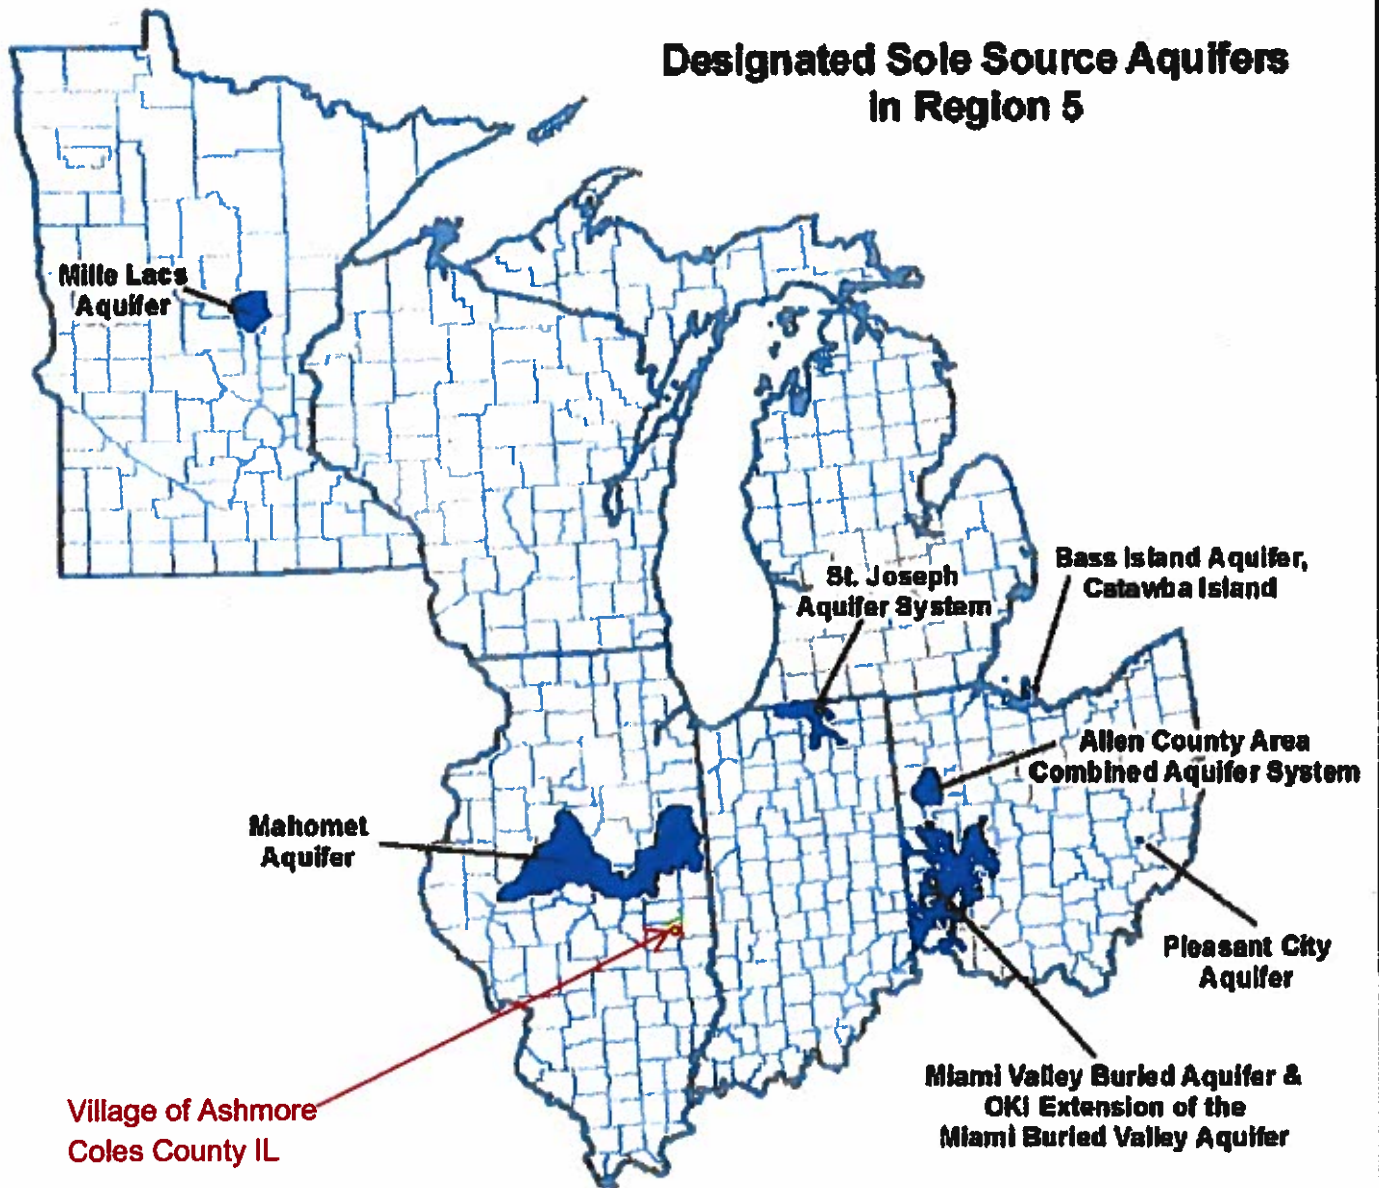 Designated Sole Source Aquifers
in Region 5
Mille Lacs
Aquifer
Bass Island Aquifer,
Catawba Island
St. Joseph
Aquifer System
Allen County Area
Combined Aquifer System
Mahomet
Aquifer
Pleasant City
Aquifer
Miami Valley Buried Aquifer &
OKI Extension of the
Miami Buried Valley Aquifer
Village of Ashmore
Coles County IL